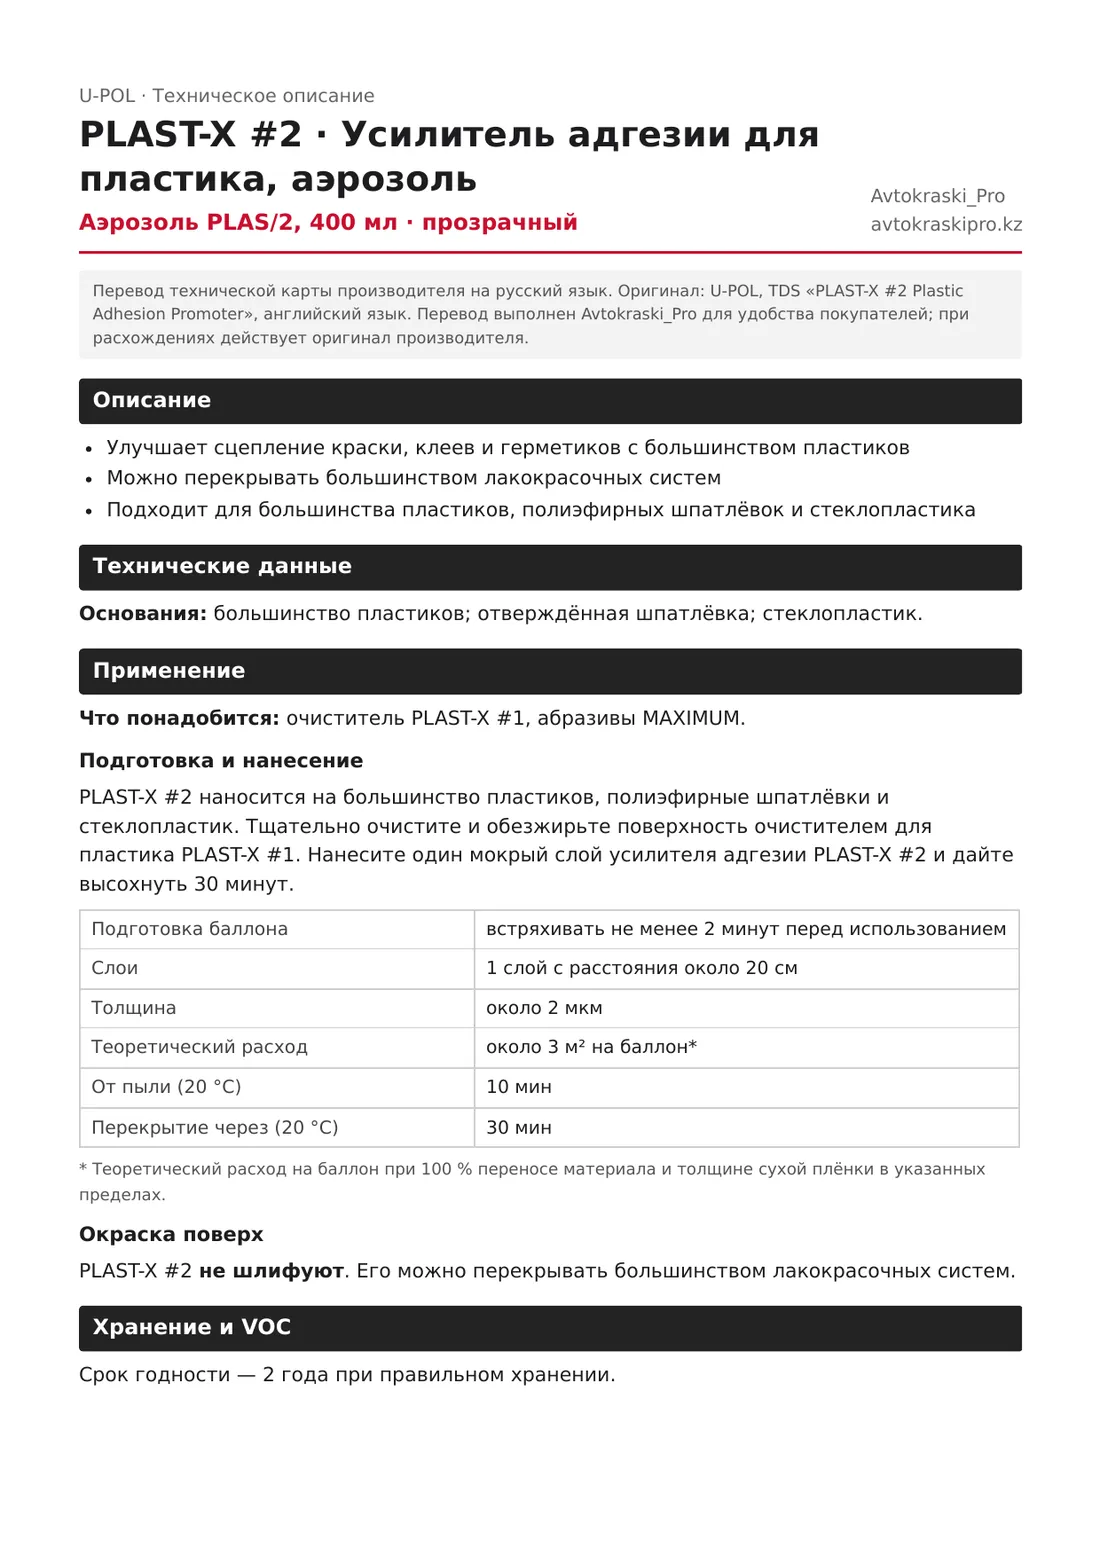 U-POL · Техническое описание
PLAST-X #2 · Усилитель адгезии для
пластика, аэрозоль
Аэрозоль PLAS/2, 400 мл · прозрачный
Avtokraski_Pro
avtokraskipro.kz
Перевод технической карты производителя на русский язык. Оригинал: U-POL, TDS «PLAST-X #2 Plastic
Adhesion Promoter», английский язык. Перевод выполнен Avtokraski_Pro для удобства покупателей; при
расхождениях действует оригинал производителя.
Описание
• Улучшает сцепление краски, клеев и герметиков с большинством пластиков
• Можно перекрывать большинством лакокрасочных систем
• Подходит для большинства пластиков, полиэфирных шпатлёвок и стеклопластика
Технические данные
Основания: большинство пластиков; отверждённая шпатлёвка; стеклопластик.
Применение
Что понадобится: очиститель PLAST-X #1, абразивы MAXIMUM.
Подготовка и нанесение
PLAST-X #2 наносится на большинство пластиков, полиэфирные шпатлёвки и
стеклопластик. Тщательно очистите и обезжирьте поверхность очистителем для
пластика PLAST-X #1. Нанесите один мокрый слой усилителя адгезии PLAST-X #2 и дайте
высохнуть 30 минут.
Подготовка баллона встряхивать не менее 2 минут перед использованием
Слои 1 слой с расстояния около 20 см
Толщина около 2 мкм
Теоретический расход около 3 м² на баллон*
От пыли (20 °C) 10 мин
Перекрытие через (20 °C) 30 мин
* Теоретический расход на баллон при 100 % переносе материала и толщине сухой плёнки в указанных
пределах.
Окраска поверх
PLAST-X #2 не шлифуют. Его можно перекрывать большинством лакокрасочных систем.
Хранение и VOC
Срок годности — 2 года при правильном хранении.